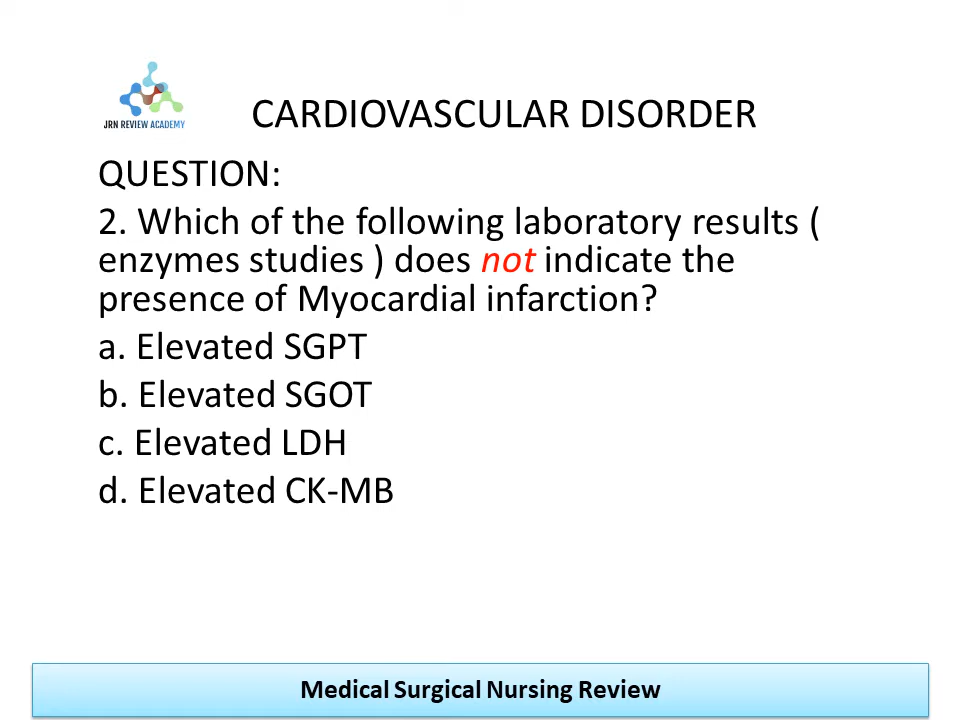 JRN REVIEW ACADEMY
CARDIOVASCULAR DISORDER
QUESTION:
2. Which of the following laboratory results (
enzymes studies ) does not indicate the
presence of Myocardial infarction?
a. Elevated SGPT
b. Elevated SGOT
c. Elevated LDH
d. Elevated CK-MB
Medical Surgical Nursing Review